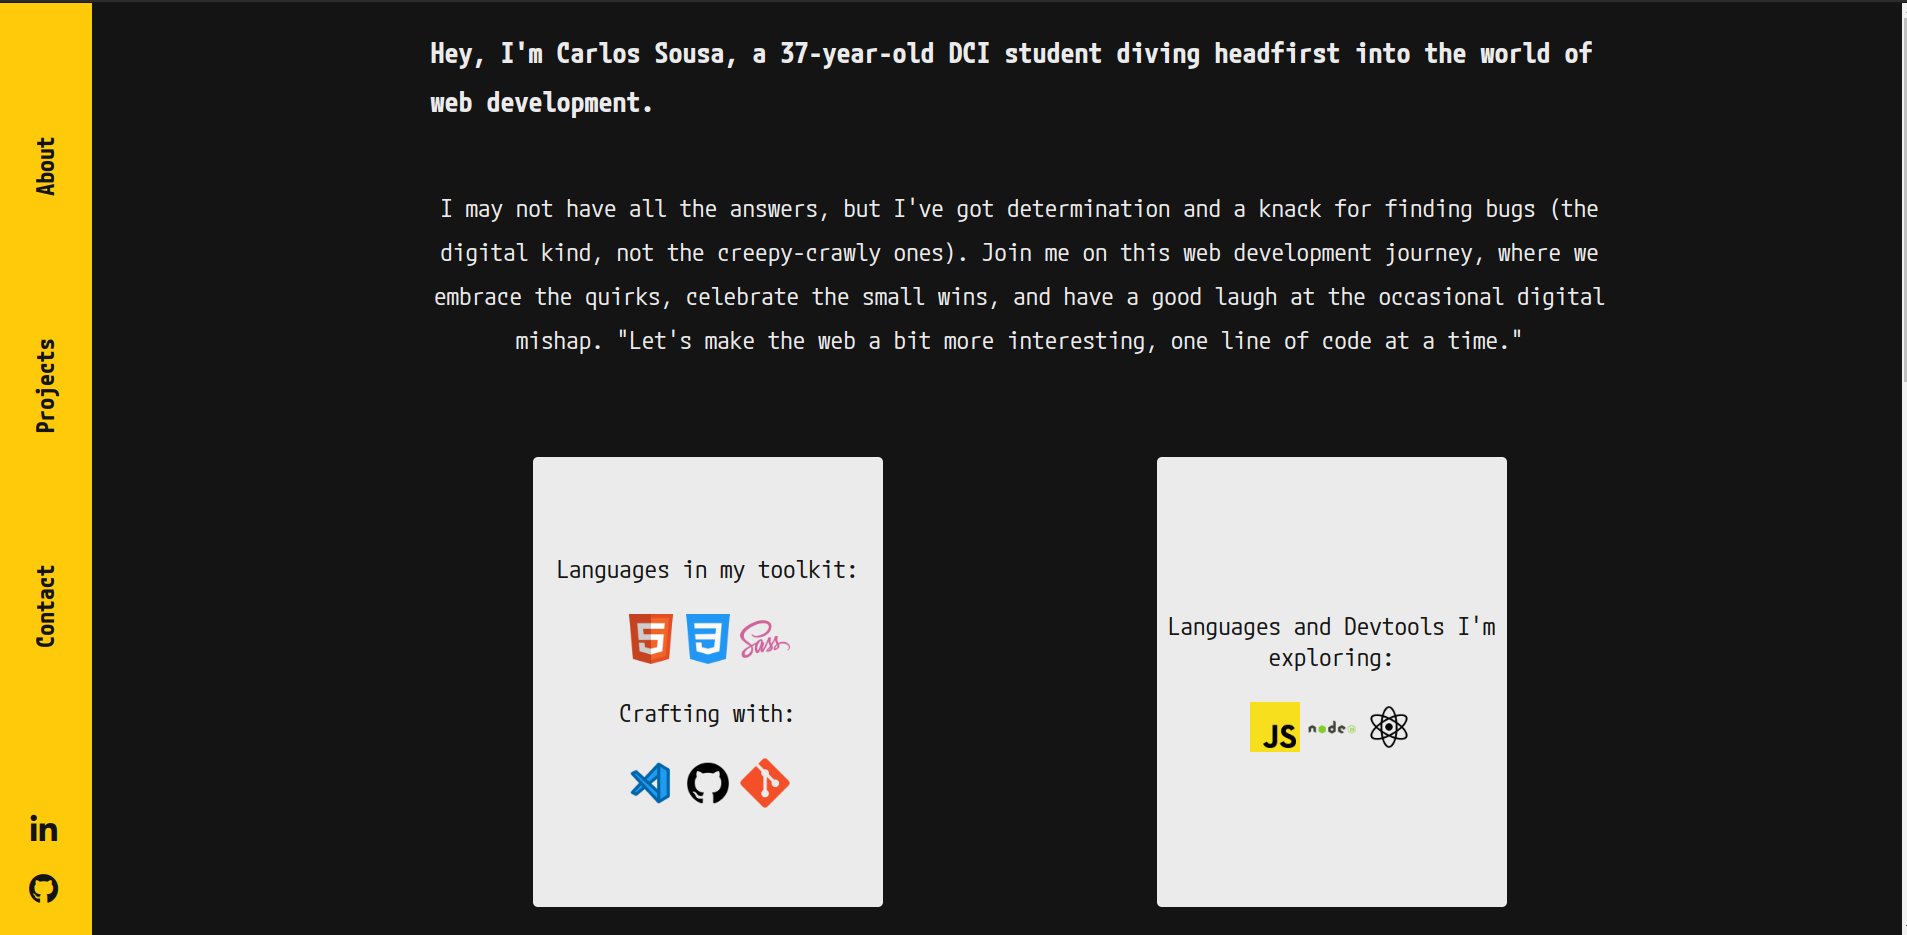 About
Projects
Contact
in
Hey, I'm Carlos Sousa, a 37-year-old DCI student diving headfirst into the world of
web development.
I may not have all the answers, but I've got determination and a knack for finding bugs (the
digital kind, not the creepy-crawly ones). Join me on this web development journey, where we
embrace the quirks, celebrate the small wins, and have a good laugh at the occasional digital
mishap. "Let's make the web a bit more interesting, one line of code at a time."
Languages in my toolkit:
5 3 Sass
Crafting with:
Languages and Devtools I'm
exploring:
JS node